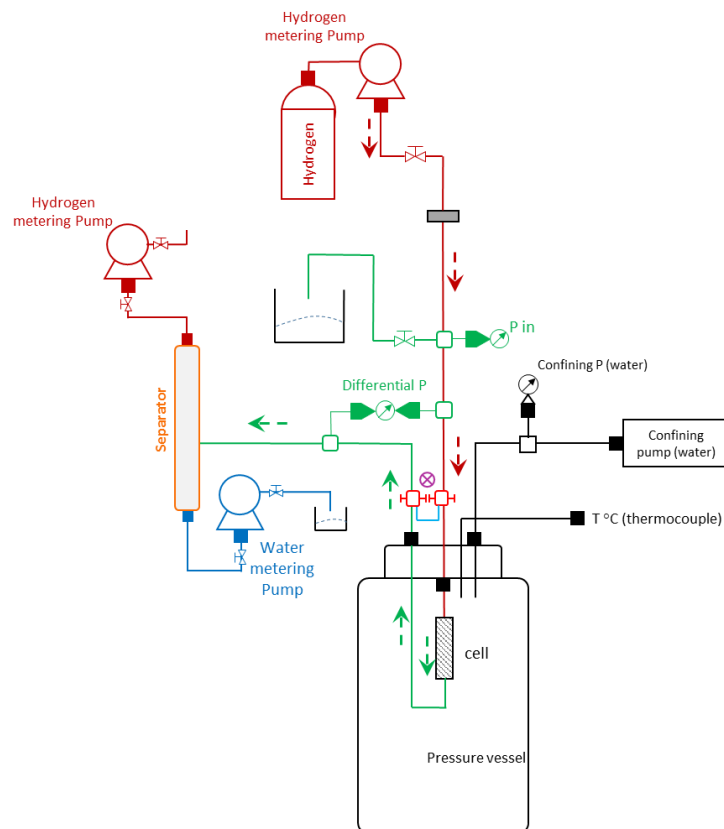 Hydrogen
metering Pump
Hydrogen
Hydrogen
metering Pump
P in
Confining P (water)
Differential P
Separator
Confining
pump (water)
T °C (thermocouple)
Water
metering
Pump
cell
Pressure vessel